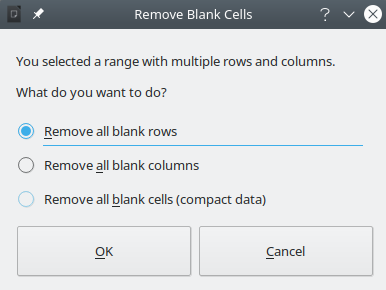 Remove Blank Cells
You selected a range with multiple rows and columns.
What do you want to do?
Remove all blank rows
Remove all blank columns
Remove all blank cells (compact data)
OK
Cancel